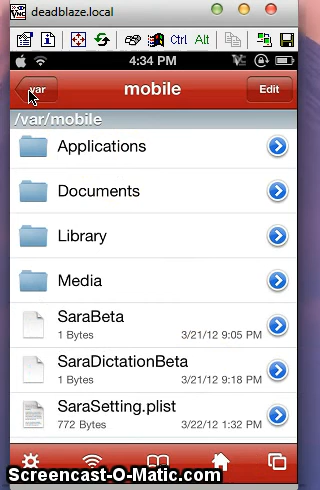 deadblaze.local
Ctrl Alt
4:34 PM
var
mobile
Edit
/var/mobile
Applications
Documents
Library
Media
SaraBeta
1 Bytes 3/21/12 9:05 PM
SaraDictationBeta
1 Bytes 3/21/12 9:18 PM
SaraSetting.plist
772 Bytes 3/22/12 1:32 PM
Screencast-O-Matic.com